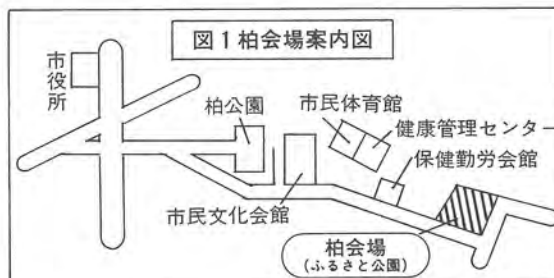 図1柏会場案内図
市役所
柏公園
市民体育館
健康管理センター
保健勤労会館
市民文化会館
柏会場
(ふるさと公園)